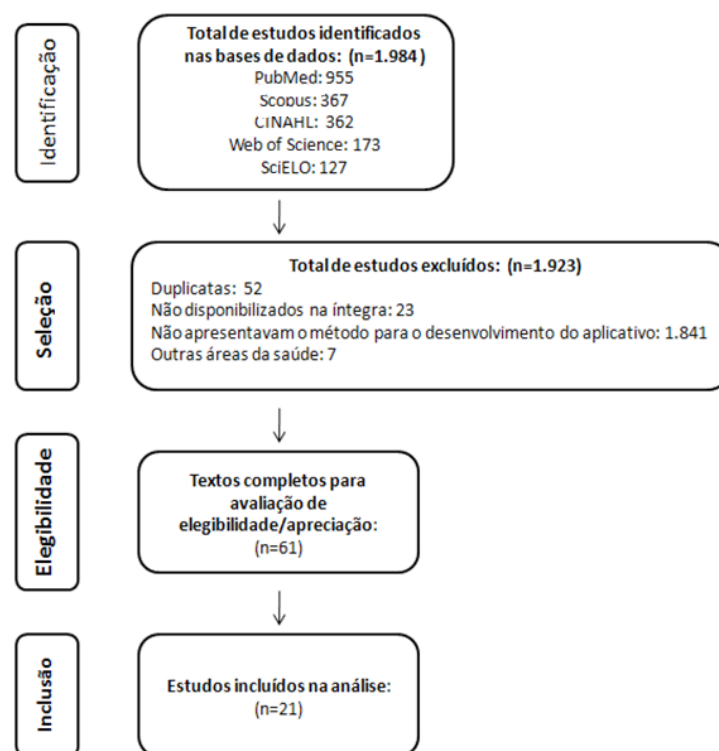 Identificação
Total de estudos identificados
nas bases de dados: (n=1.984 )
PubMed: 955
Scopus: 367
CINAHL: 362
Web of Science: 173
SciELO: 127
Seleção
Total de estudos excluídos: (n=1.923)
Duplicatas: 52
Não disponibilizados na íntegra: 23
Não apresentavam o método para o desenvolvimento do aplicativo: 1.841
Outras áreas da saúde: 7
Elegibilidade
Textos completos para
avaliação de
elegibilidade/apreciação:
(n=61)
Inclusão
Estudos incluídos na análise:
(n=21)